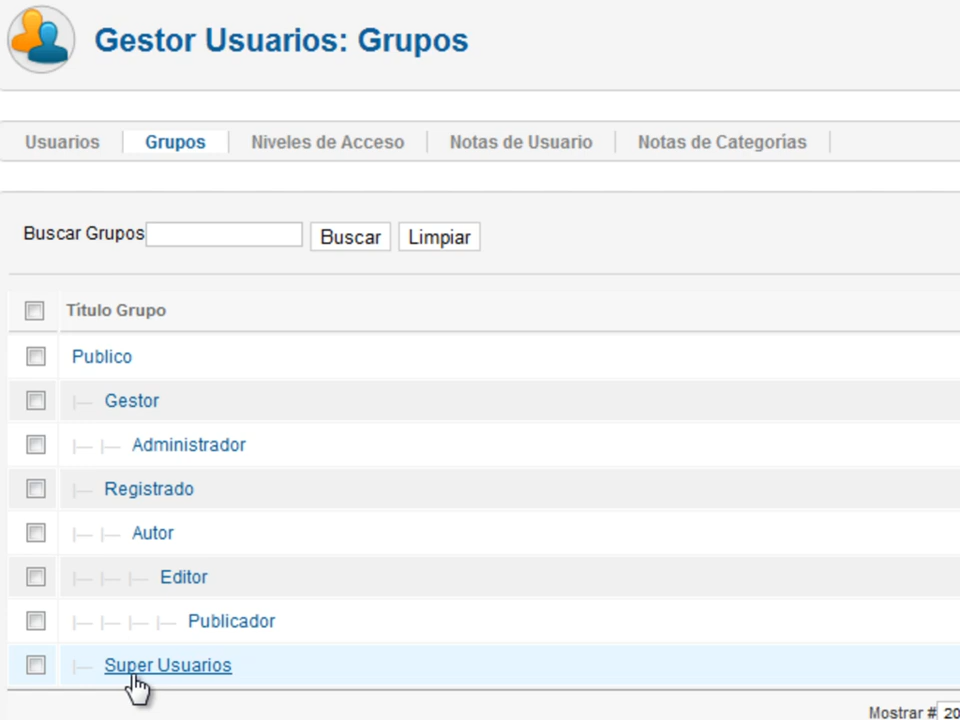 Gestor Usuarios: Grupos
Usuarios Grupos Niveles de Acceso Notas de Usuario Notas de Categorías
Buscar Grupos Buscar Limpiar
Título Grupo
Publico
Gestor
Administrador
Registrado
Autor
Editor
Publicador
Super Usuarios
Mostrar # 20